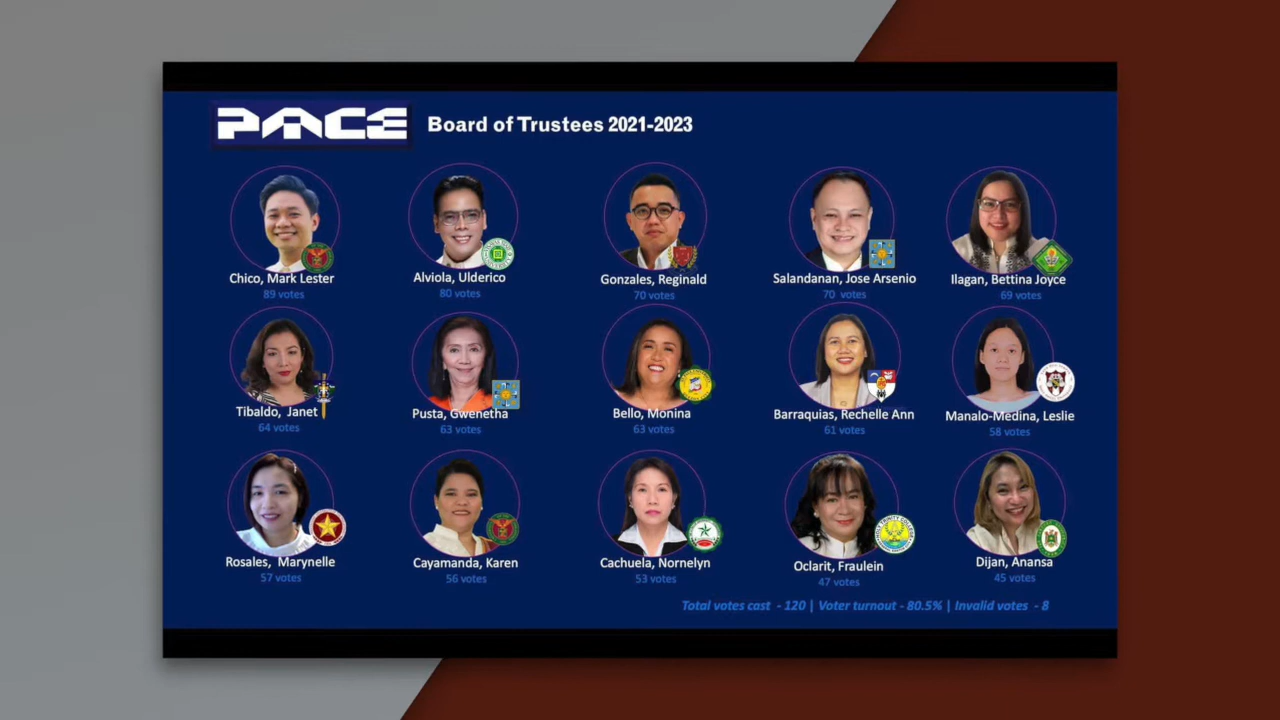 PACE Board of Trustees 2021-2023
Chico, Mark Lester
89 votes
Alviola, Ulderico
80 votes
Gonzales, Reginald
70 votes
Salandanan, Jose Arsenio
70 votes
Ilagan, Bettina Joyce
69 votes
Tibaldo, Janet
64 votes
Pusta, Gwenetha
63 votes
Bello, Monina
63 votes
Barraquias, Rechelle Ann
61 votes
Manalo-Medina, Leslie
58 votes
Rosales, Marynelle
57 votes
Cayamanda, Karen
56 votes
Cachuela, Nornelyn
53 votes
Oclarit, Fraulein
47 votes
Dijan, Anansa
45 votes
Total votes cast - 120 | Voter turnout - 80.5% | Invalid votes - 8